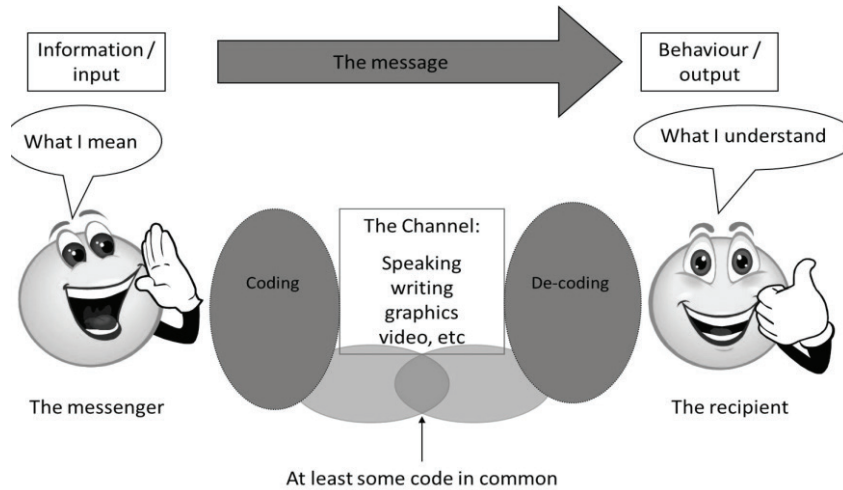 Information /
input
The message
Behaviour /
output
What I mean
What I understand
Coding
The Channel:
Speaking
writing
graphics
video, etc
De-coding
The messenger
The recipient
At least some code in common